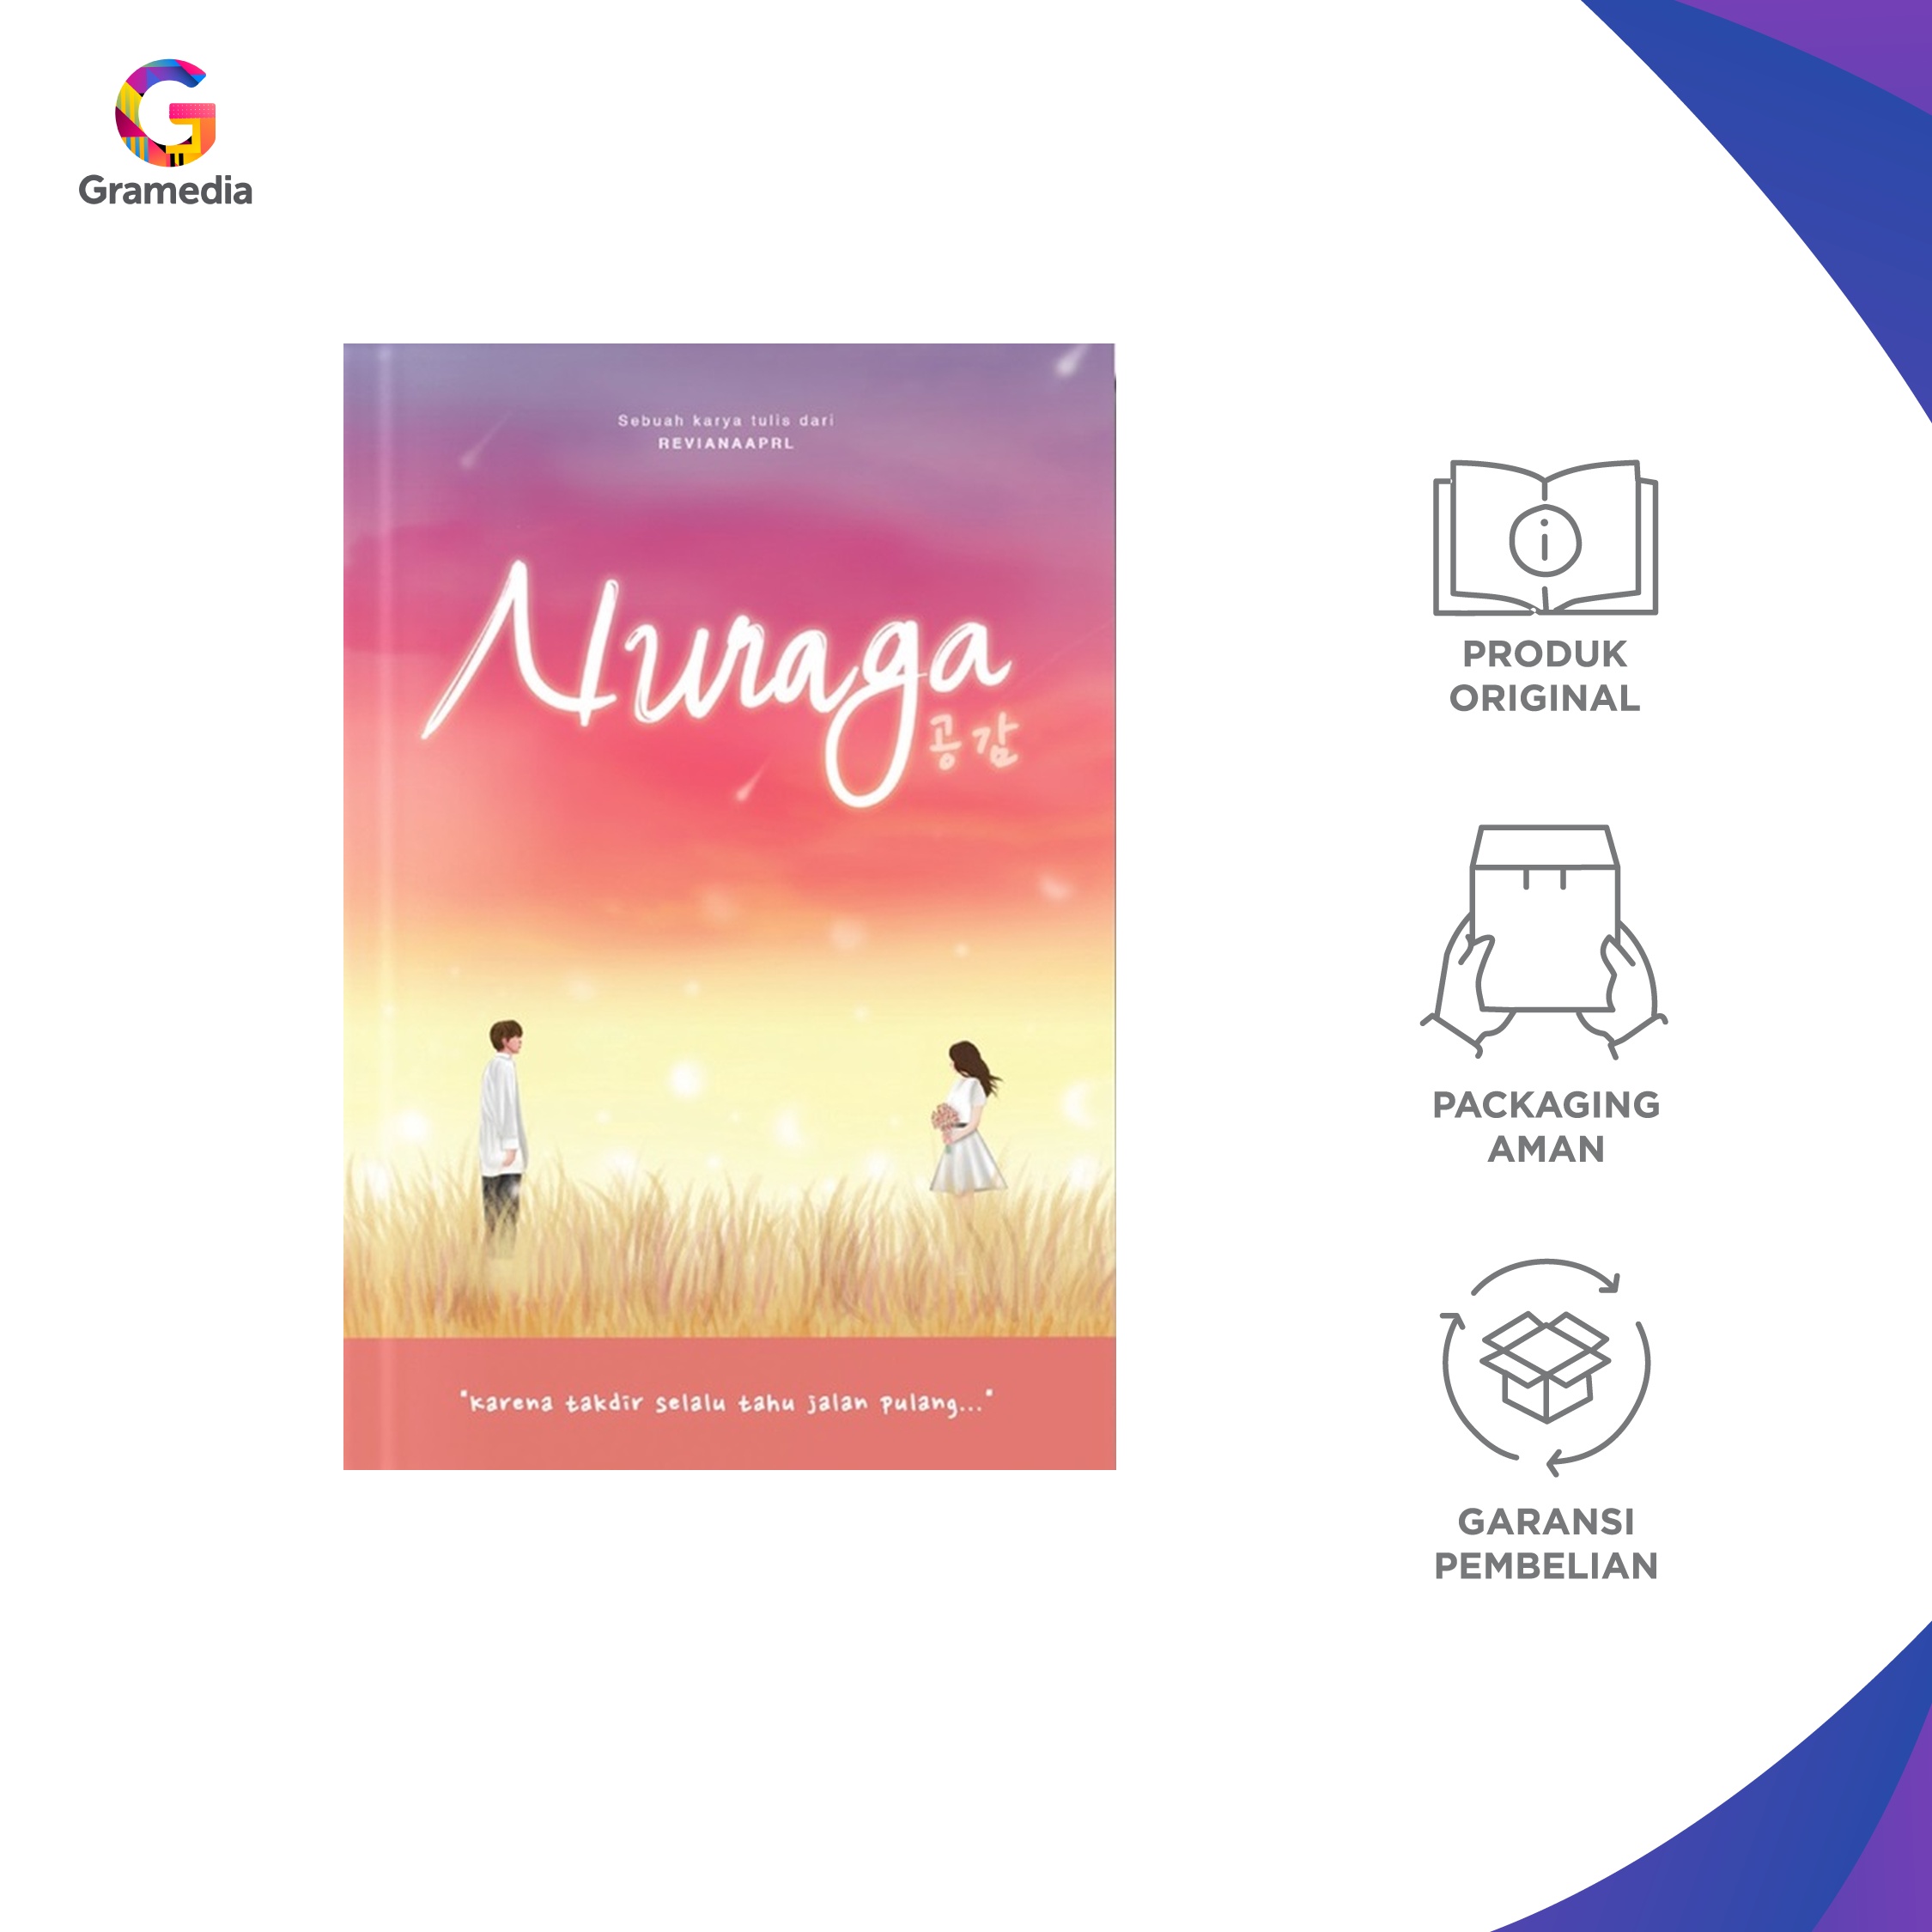 Gramedia
Sebuah karya tulis dari
REVIANAAPRL
Nuraga
공감
"karena takdir selalu tahu jalan pulang..."
PRODUK
ORIGINAL
PACKAGING
AMAN
GARANSI
PEMBELIAN